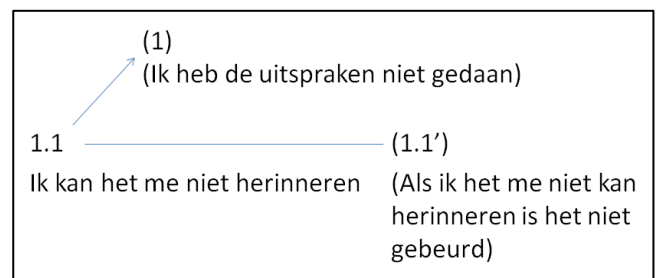 (1)
(Ik heb de uitspraken niet gedaan)
1.1
(1.1’)
Ik kan het me niet herinneren
(Als ik het me niet kan
herinneren is het niet
gebeurd)